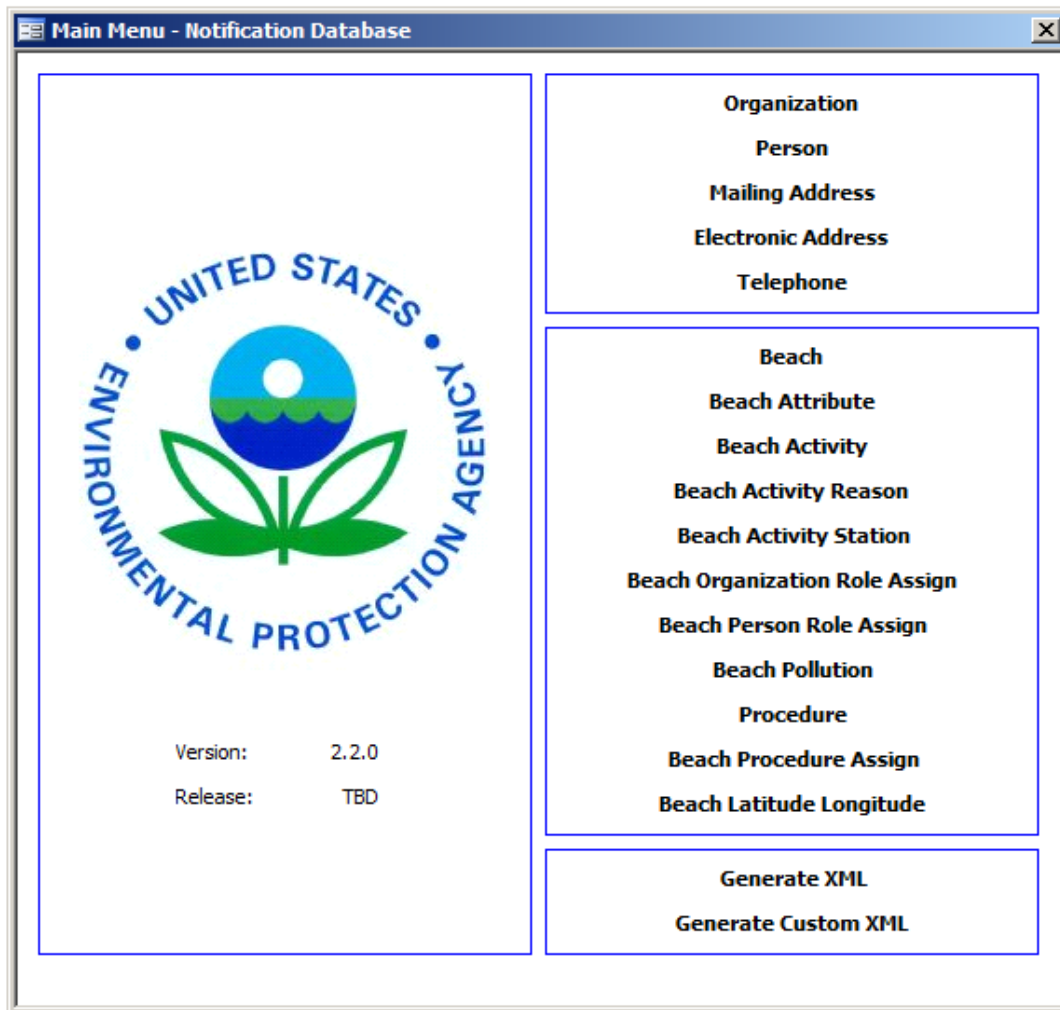 Main Menu - Notification Database
UNITED STATES
ENVIRONMENTAL PROTECTION AGENCY
Version: 2.2.0
Release: TBD
Organization
Person
Mailing Address
Electronic Address
Telephone
Beach
Beach Attribute
Beach Activity
Beach Activity Reason
Beach Activity Station
Beach Organization Role Assign
Beach Person Role Assign
Beach Pollution
Procedure
Beach Procedure Assign
Beach Latitude Longitude
Generate XML
Generate Custom XML